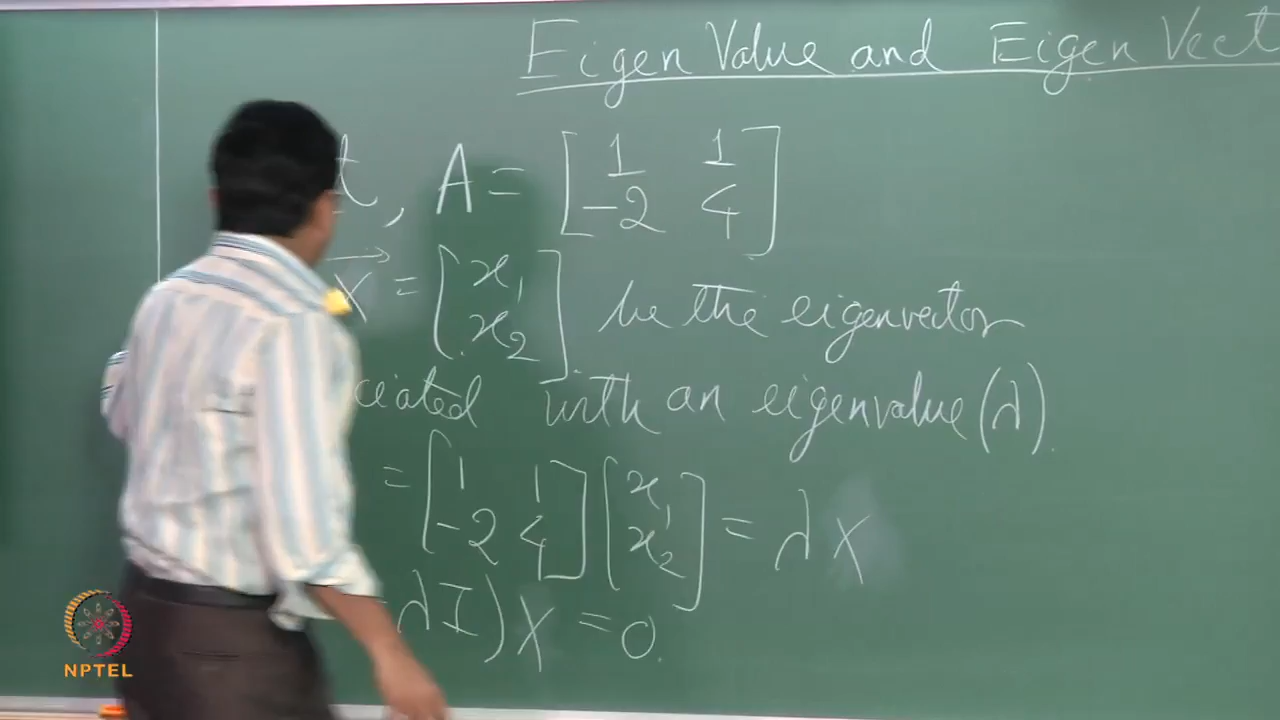 Eigen Value and Eigen Vect
t, A = [1 1
-2 4]
X = [x1
x2] be the eigenvector
ciated with an eigenvalue (λ).
= [1 1
-2 4] [x1
x2] = λX
λI)X = 0.
NPTEL